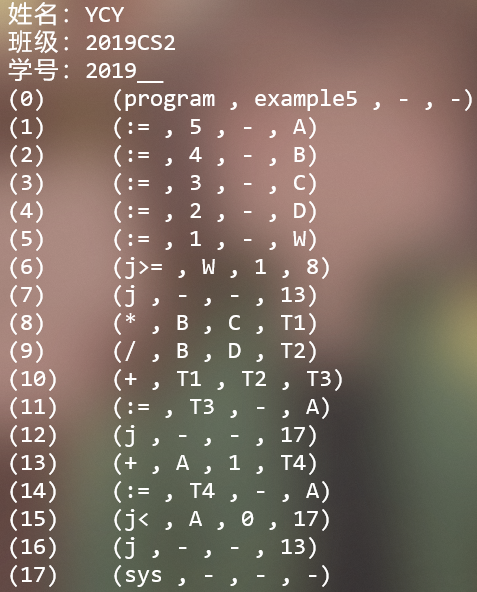 姓名: YCY
班级: 2019CS2
学号: 2019__
(0) (program , example5 , - , -)
(1) (:= , 5 , - , A)
(2) (:= , 4 , - , B)
(3) (:= , 3 , - , C)
(4) (:= , 2 , - , D)
(5) (:= , 1 , - , W)
(6) (j>= , W , 1 , 8)
(7) (j , - , - , 13)
(8) (* , B , C , T1)
(9) (/ , B , D , T2)
(10) (+ , T1 , T2 , T3)
(11) (:= , T3 , - , A)
(12) (j , - , - , 17)
(13) (+ , A , 1 , T4)
(14) (:= , T4 , - , A)
(15) (j< , A , 0 , 17)
(16) (j , - , - , 13)
(17) (sys , - , - , -)